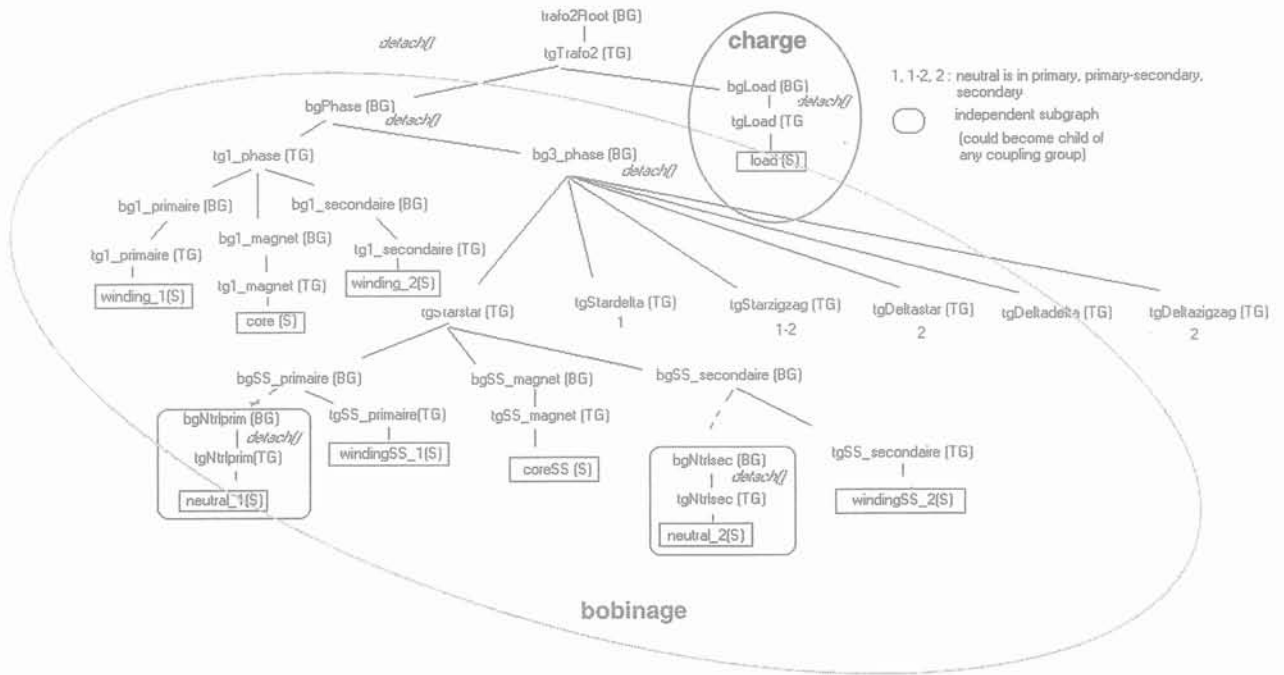 trafo2Root (BG)
detach()
tgTrafo2 (TG)
charge
bgLoad (BG)
detach()
tgLoad (TG
load (S)
1, 1-2, 2 : neutral is in primary, primary-secondary,
secondary
independent subgraph
(could become child of
any coupling group)
bgPhase (BG)
detach()
tg1_phase (TG)
bg3_phase (BG)
detach()
bg1_primaire (BG)
bg1_secondaire (BG)
bg1_magnet (BG)
tg1_primaire (TG)
tg1_secondaire (TG)
winding_1(S)
tg1_magnet (TG)
winding_2(S)
core (S)
tgStarstar (TG)
tgStardelta (TG)
1
tgStarzigzag (TG)
1-2
tgDeltastar (TG)
2
tgDeltadelta (TG)
tgDeltazigzag (TG)
2
bgSS_primaire (BG)
bgSS_magnet (BG)
bgSS_secondaire (BG)
bgNtrlprim (BG)
detach()
tgNtrlprim(TG)
neutral_1(S)
tgSS_primaire(TG)
windingSS_1(S)
tgSS_magnet (TG)
coreSS (S)
bgNtrlsec (BG)
detach()
tgNtrlsec (TG)
neutral_2(S)
tgSS_secondaire (TG)
windingSS_2(S)
bobinage